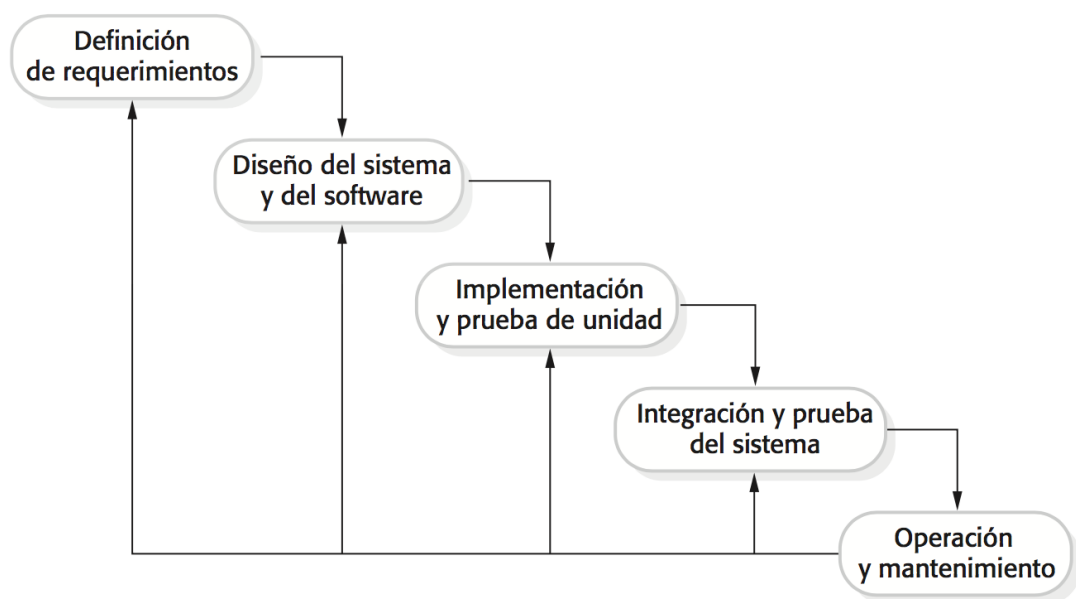 Definición
de requerimientos
Diseño del sistema
y del software
Implementación
y prueba de unidad
Integración y prueba
del sistema
Operación
y mantenimiento